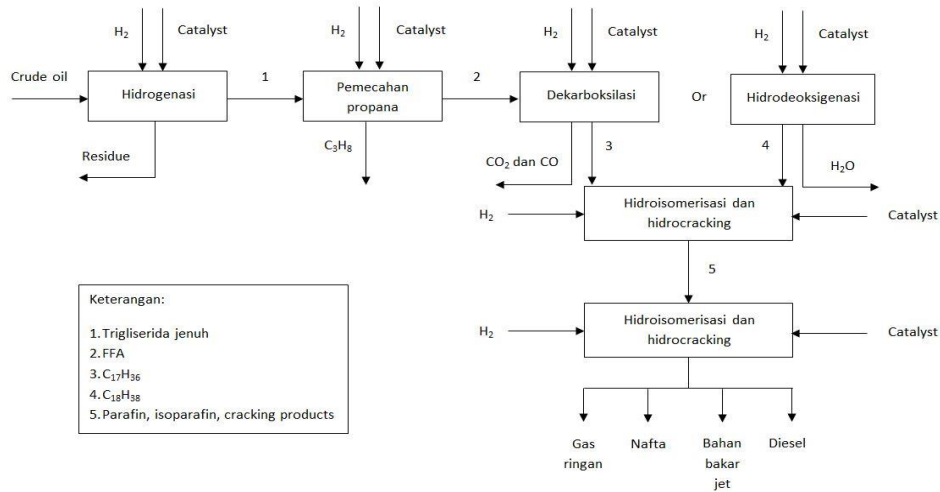 H₂
Catalyst
H₂
Catalyst
H₂
Catalyst
H₂
Catalyst
Crude oil
Hidrogenasi
1
Pemecahan
propana
2
Dekarboksilasi
Or
Hidrodeoksigenasi
Residue
C₃H₈
CO₂ dan CO
3
4
H₂O
H₂
Hidroisomerisasi dan
hidrocracking
Catalyst
5
H₂
Hidroisomerisasi dan
hidrocracking
Catalyst
Gas
ringan
Nafta
Bahan
bakar
jet
Diesel
Keterangan:
1. Trigliserida jenuh
2. FFA
3. C₁₇H₃₆
4. C₁₈H₃₈
5. Parafin, isoparafin, cracking products